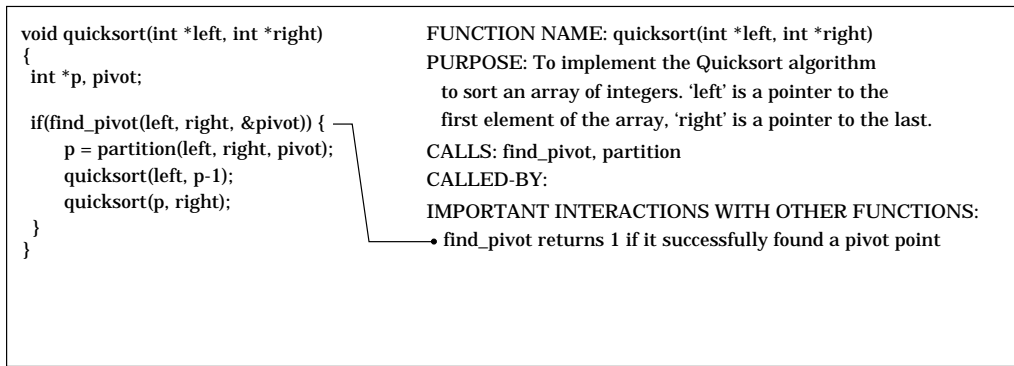 void quicksort(int *left, int *right)
{
int *p, pivot;
if(find_pivot(left, right, &pivot)) {
p = partition(left, right, pivot);
quicksort(left, p-1);
quicksort(p, right);
}
}
FUNCTION NAME: quicksort(int *left, int *right)
PURPOSE: To implement the Quicksort algorithm
to sort an array of integers. ‘left’ is a pointer to the
first element of the array, ‘right’ is a pointer to the last.
CALLS: find_pivot, partition
CALLED-BY:
IMPORTANT INTERACTIONS WITH OTHER FUNCTIONS:
• find_pivot returns 1 if it successfully found a pivot point